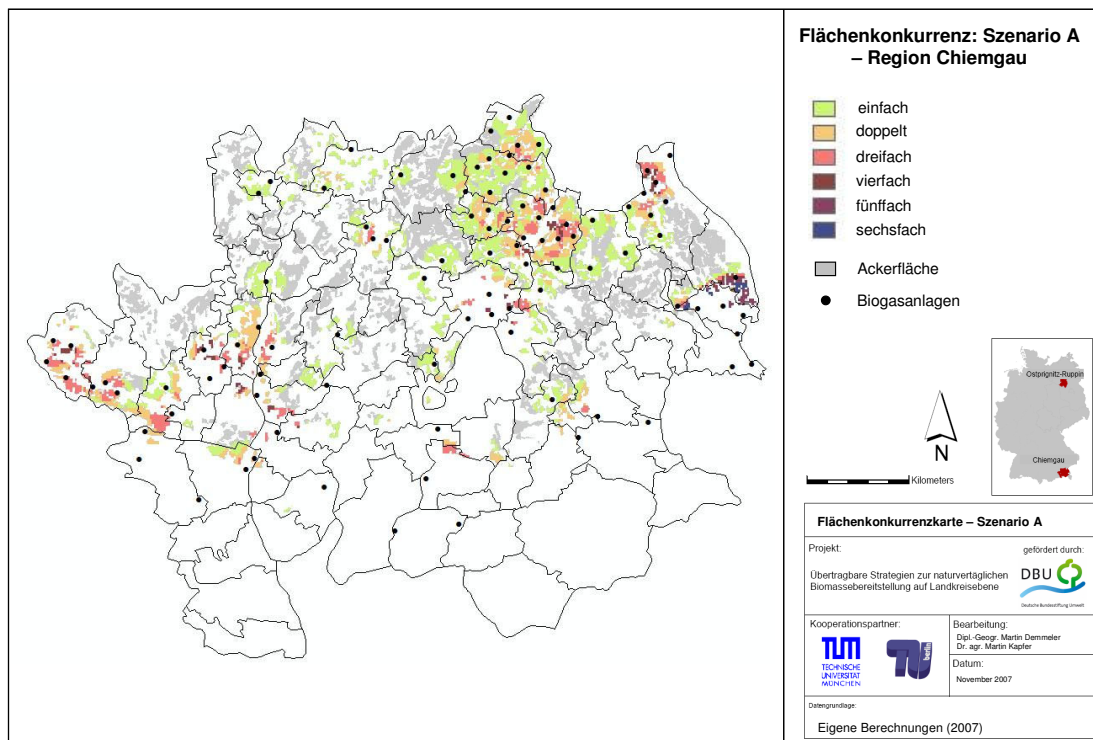 Flächenkonkurrenz: Szenario A
– Region Chiemgau
einfach
doppelt
dreifach
vierfach
fünffach
sechsfach
Ackerfläche
Biogasanlagen
N
Kilometers
Ostprignitz-Ruppin
Chiemgau
Flächenkonkurrenzkarte – Szenario A
Projekt:
Übertragbare Strategien zur naturverträglichen
Biomassebereitstellung auf Landkreisebene
gefördert durch:
DBU
Deutsche Bundesstiftung Umwelt
Kooperationspartner:
TUM
TECHNISCHE
UNIVERSITÄT
MÜNCHEN
TU
berlin
Bearbeitung:
Dipl.-Geogr. Martin Demmeler
Dr. agr. Martin Kapfer
Datum:
November 2007
Datengrundlage:
Eigene Berechnungen (2007)